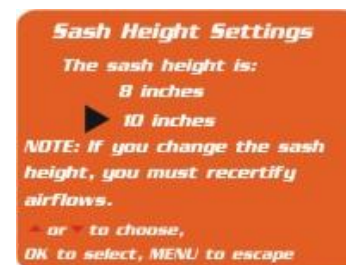 Sash Height Settings
The sash height is:
8 inches
10 inches
NOTE: If you change the sash
height, you must recertify
airflows.
or to choose,
OK to select, MENU to escape